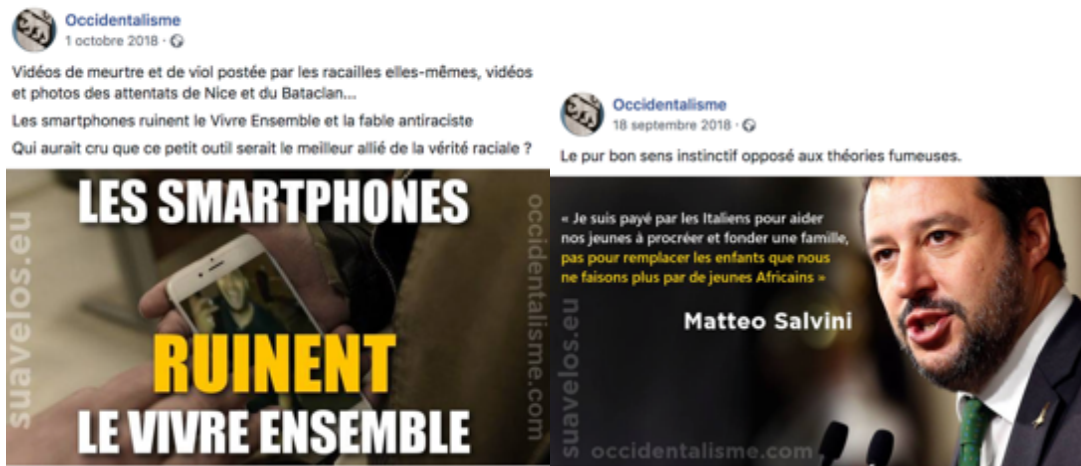 Occidentalisme
1 octobre 2018 ·
Vidéos de meurtre et de viol postée par les racailles elles-mêmes, vidéos
et photos des attentats de Nice et du Bataclan...
Les smartphones ruinent le Vivre Ensemble et la fable antiraciste
Qui aurait cru que ce petit outil serait le meilleur allié de la vérité raciale ?
LES SMARTPHONES
RUINENT
LE VIVRE ENSEMBLE
suavelos.eu
occidentalisme.com
Occidentalisme
18 septembre 2018 ·
Le pur bon sens instinctif opposé aux théories fumeuses.
« Je suis payé par les Italiens pour aider
nos jeunes à procréer et fonder une famille,
pas pour remplacer les enfants que nous
ne faisons plus par de jeunes Africains »
Matteo Salvini
suavelos.eu
occidentalisme.com